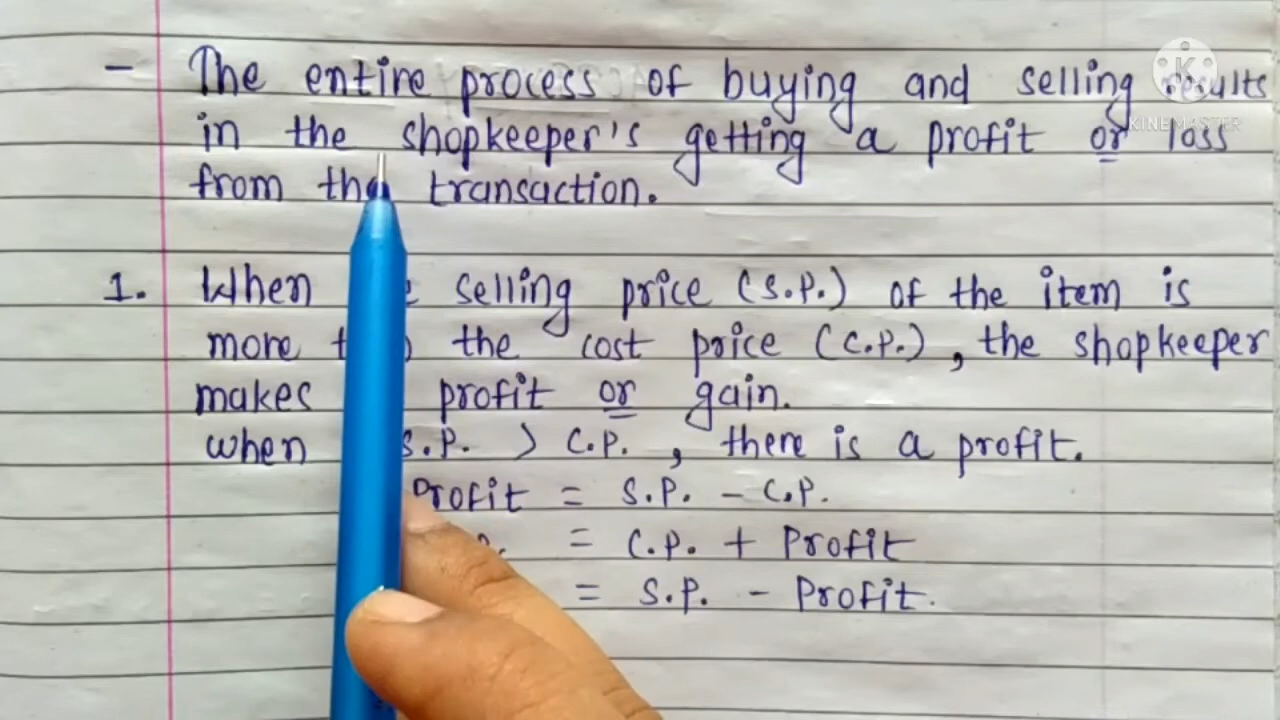 - The entire process of buying and selling results
in the shopkeeper's getting a profit or loss
from the transaction.
1. When selling price (S.P.) of the item is
more the cost price (C.P.), the shopkeeper
makes profit or gain.
when S.P. > C.P., there is a profit.
Profit = S.P. - C.P.
= C.P. + Profit
= S.P. - Profit.
KINEMASTER